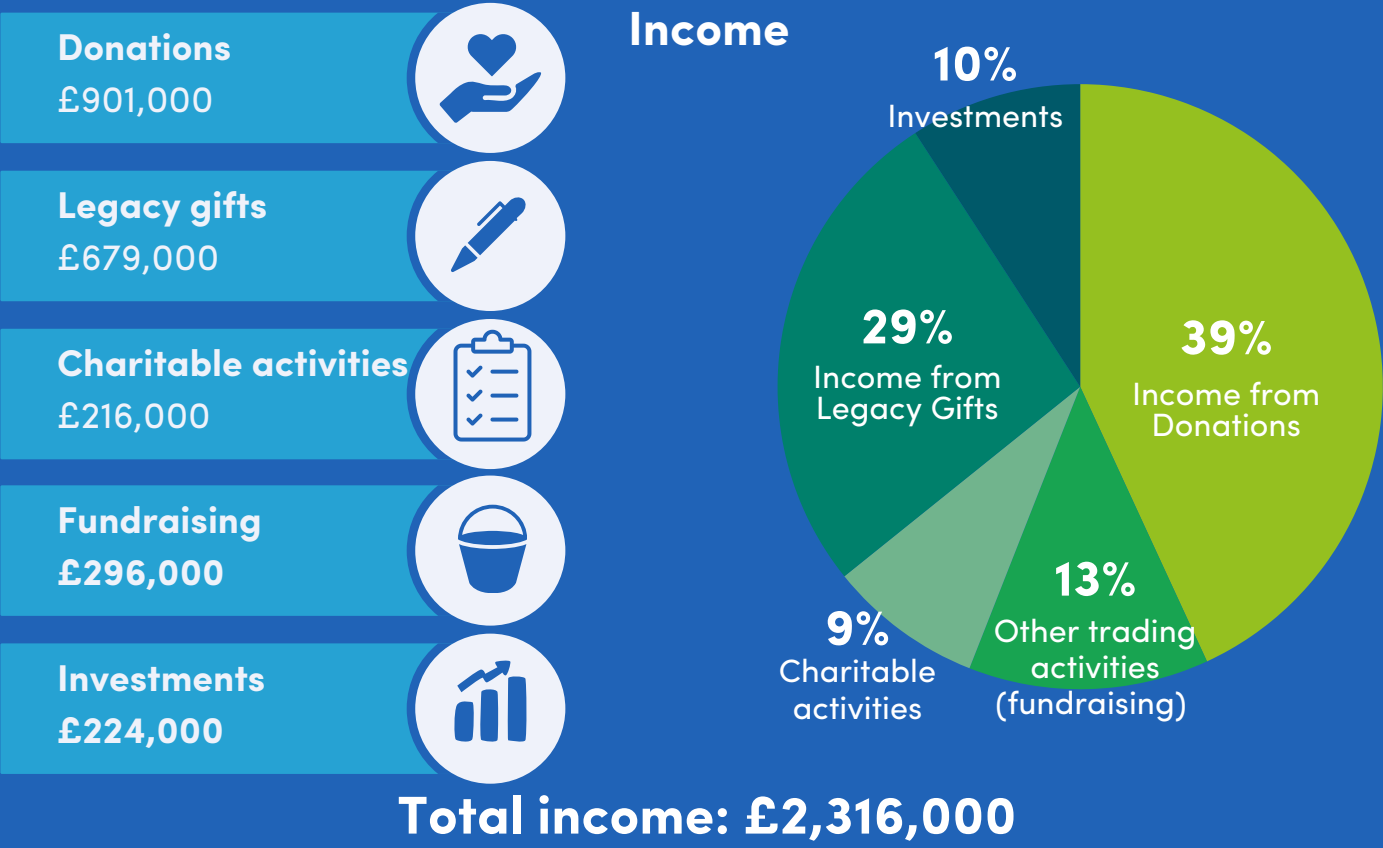 Donations
£901,000
Legacy gifts
£679,000
Charitable activities
£216,000
Fundraising
£296,000
Investments
£224,000
Income
10%
Investments
29%
Income from
Legacy Gifts
39%
Income from
Donations
9%
Charitable
activities
13%
Other trading
activities
(fundraising)
Total income: £2,316,000